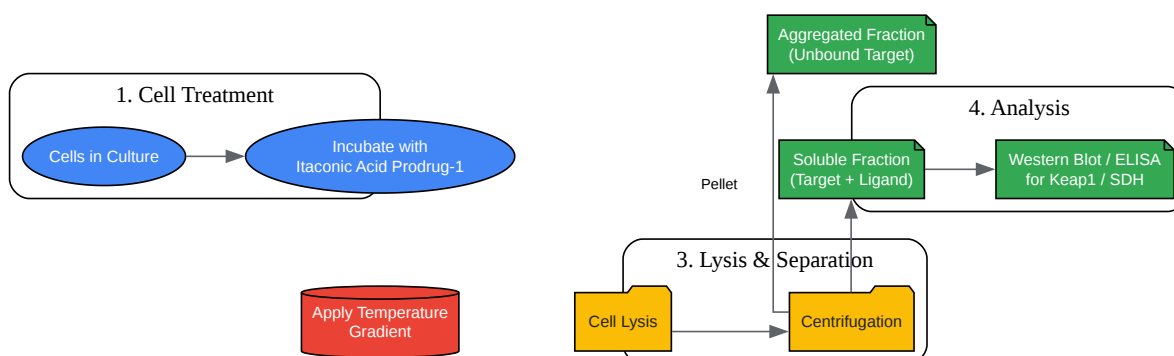 1. Cell Treatment
Cells in Culture
Incubate with
Itaconic Acid Prodrug-1
Apply Temperature
Gradient
3. Lysis & Separation
Cell Lysis
Centrifugation
Pellet
Aggregated Fraction
(Unbound Target)
4. Analysis
Soluble Fraction
(Target + Ligand)
Western Blot / ELISA
for Keap1 / SDH